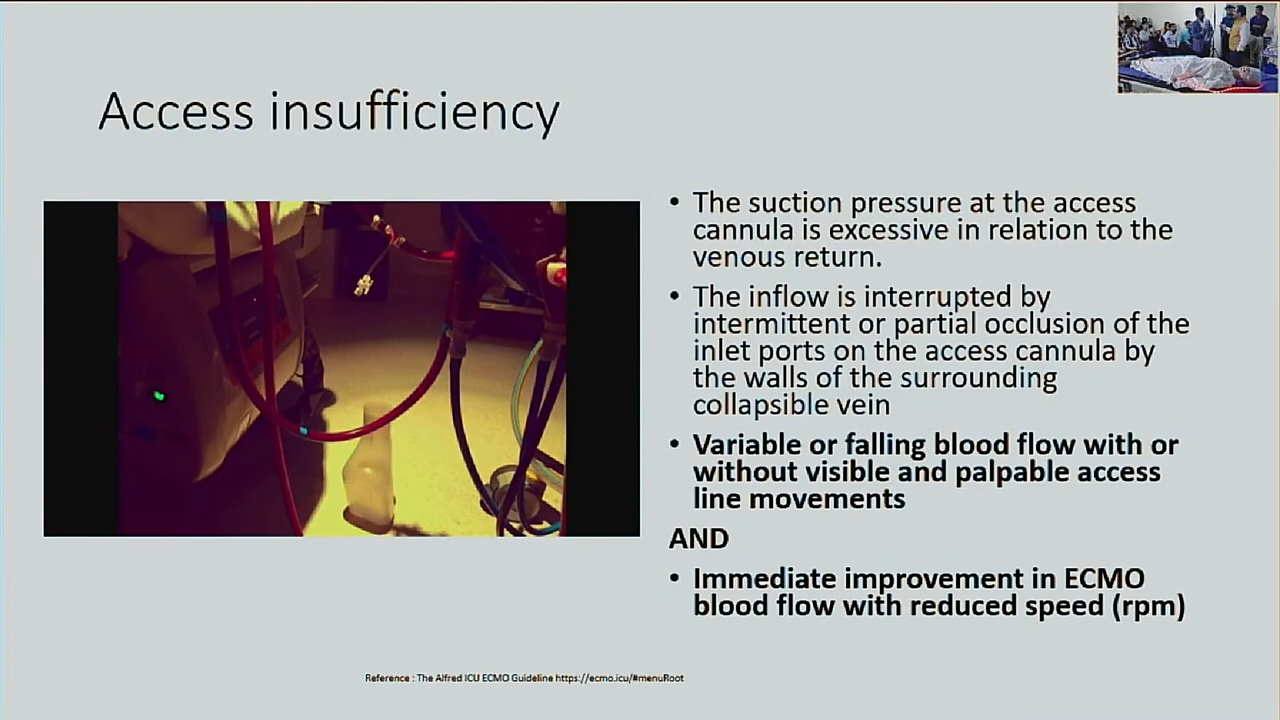 Access insufficiency
• The suction pressure at the access
cannula is excessive in relation to the
venous return.
• The inflow is interrupted by
intermittent or partial occlusion of the
inlet ports on the access cannula by
the walls of the surrounding
collapsible vein
• Variable or falling blood flow with or
without visible and palpable access
line movements
AND
• Immediate improvement in ECMO
blood flow with reduced speed (rpm)
Reference : The Alfred ICU ECMO Guideline https://ecmo.icu/#menuRoot